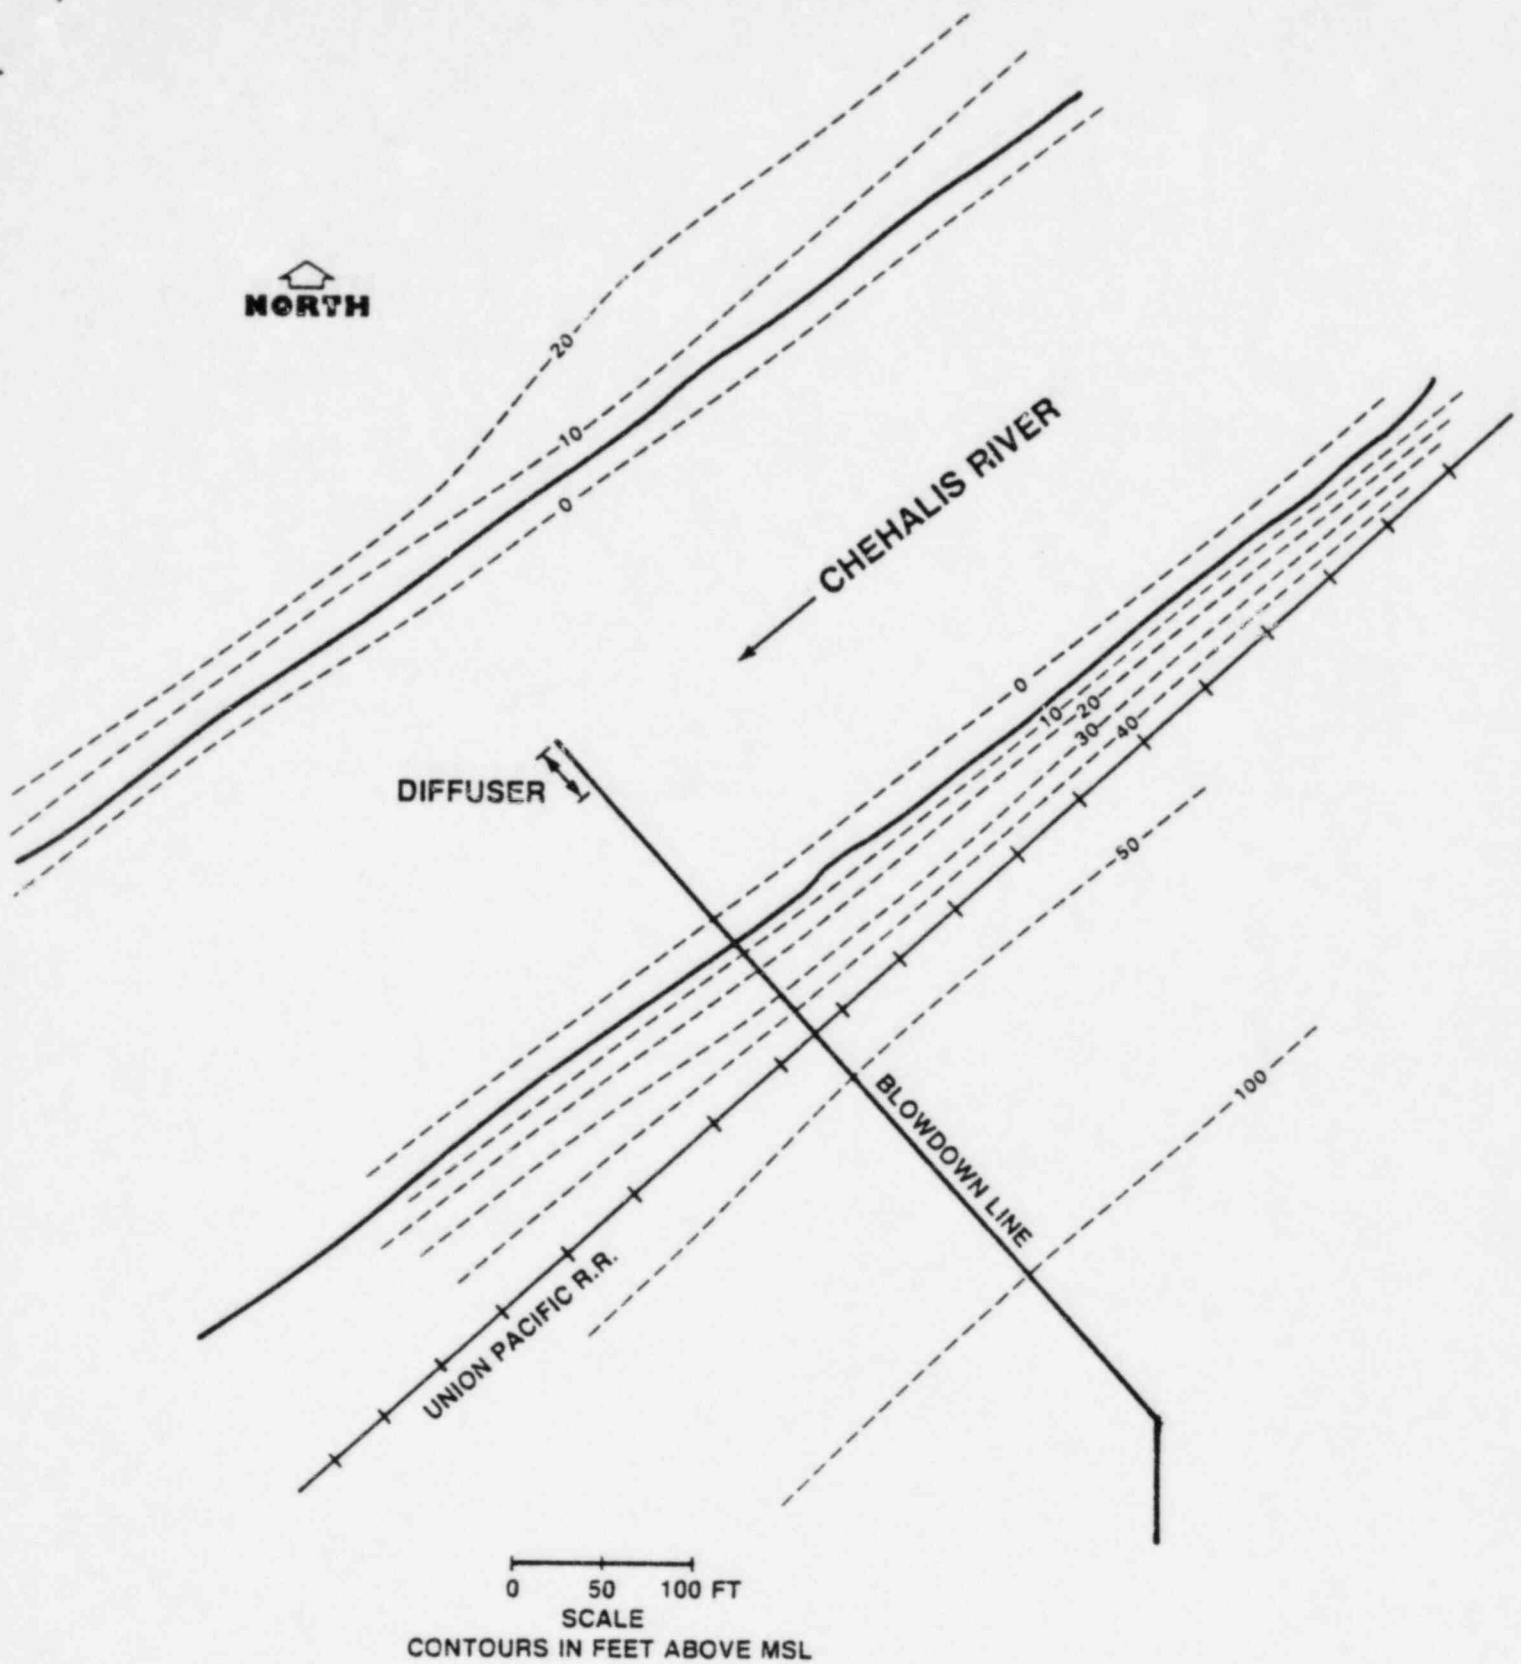 NORTH
20
10
0
CHEHALIS RIVER
0
10
20
30
40
DIFFUSER
50
BLOWDOWN LINE
100
UNION PACIFIC R.R.
0 50 100 FT
SCALE
CONTOURS IN FEET ABOVE MSL